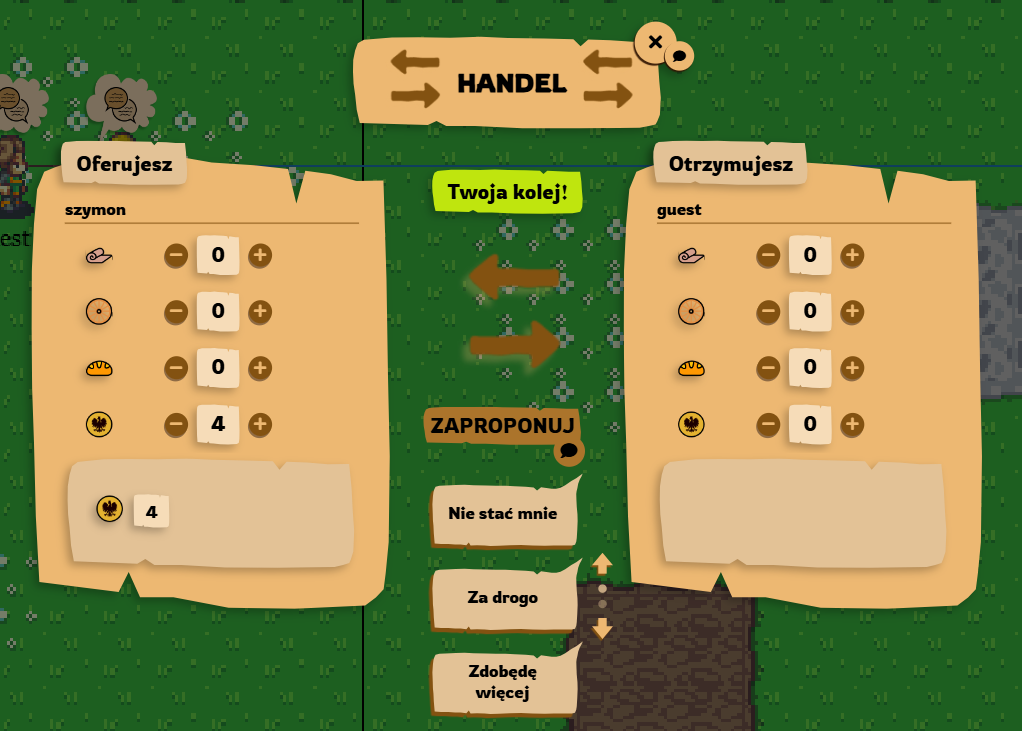 HANDEL
Oferujesz
szymon
0
0
0
4
4
Twoja kolej!
ZAPROPONUJ
Nie stać mnie
Za drogo
Zdobędę
więcej
Otrzymujesz
guest
0
0
0
0
est